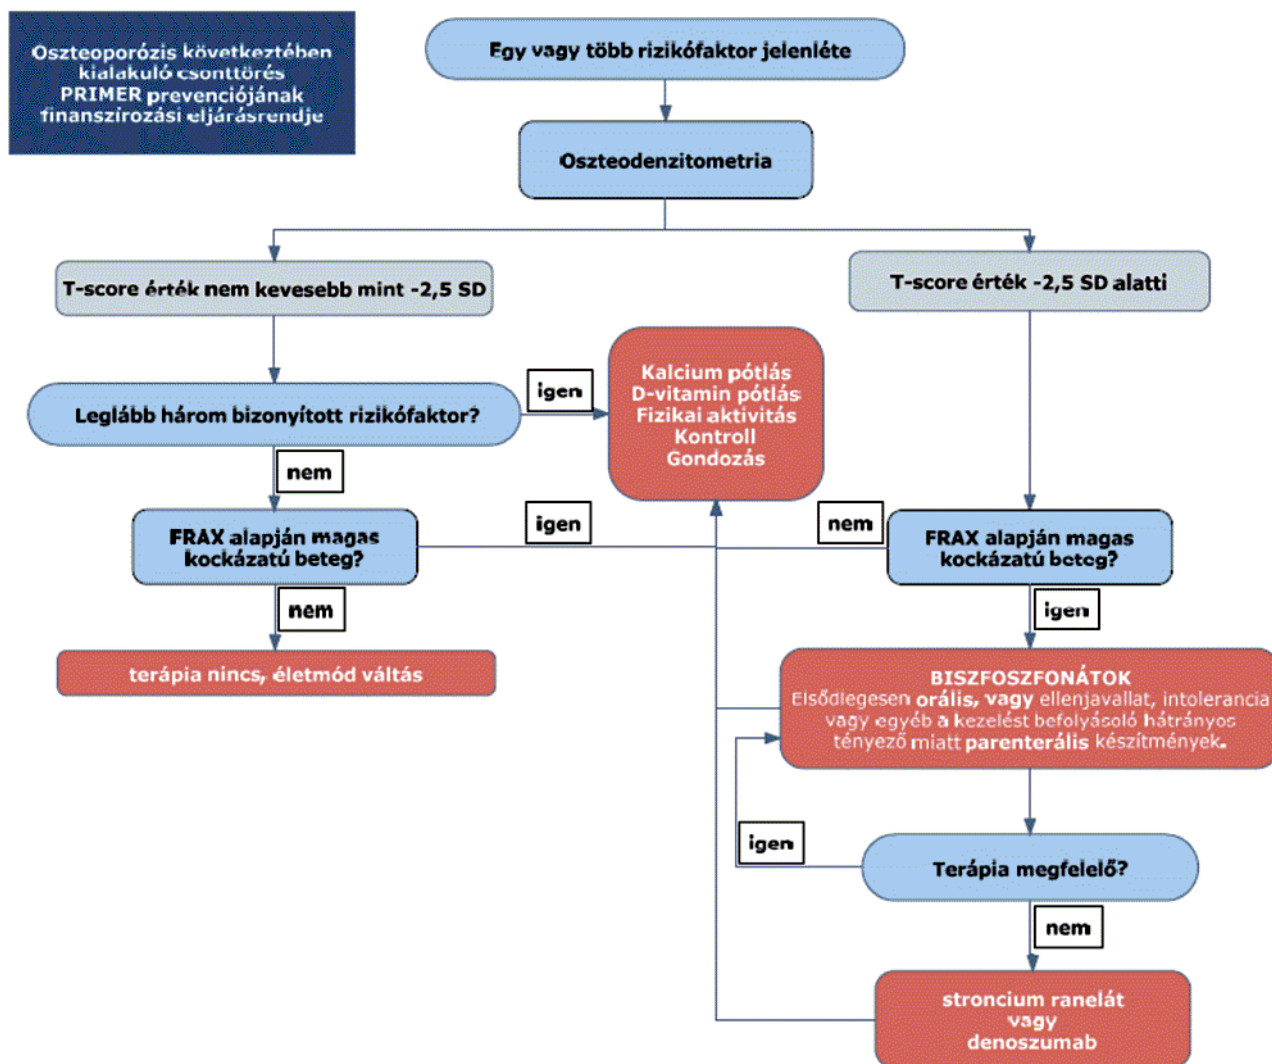 Oszteoporózis következtében
kialakuló csonttörés
PRIMER prevenciójának
finanszírozási eljárásrendje
Egy vagy több rizikófaktor jelenléte
Oszteodenzitometria
T-score érték nem kevesebb mint -2,5 SD
T-score érték -2,5 SD alatti
Leglább három bizonyított rizikófaktor?
igen
Kalcium pótlás
D-vitamin pótlás
Fizikai aktivitás
Kontroll
Gondozás
nem
FRAX alapján magas
kockázatú beteg?
igen
nem
FRAX alapján magas
kockázatú beteg?
nem
igen
terápia nincs, életmód váltás
BISZFOSZFONÁTOK
Elsődlegesen orális, vagy ellenjavallat, intolerancia
vagy egyéb a kezelést befolyásoló hátrányos
tényező miatt parenterális készítmények.
igen
Terápia megfelelő?
nem
stroncium ranelát
vagy
denoszumab